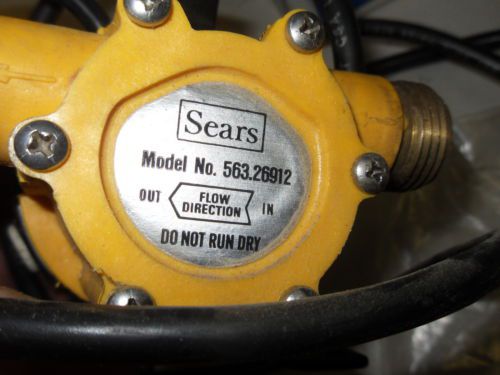 Sears
Model No. 563.26912
OUT FLOW DIRECTION IN
DO NOT RUN DRY